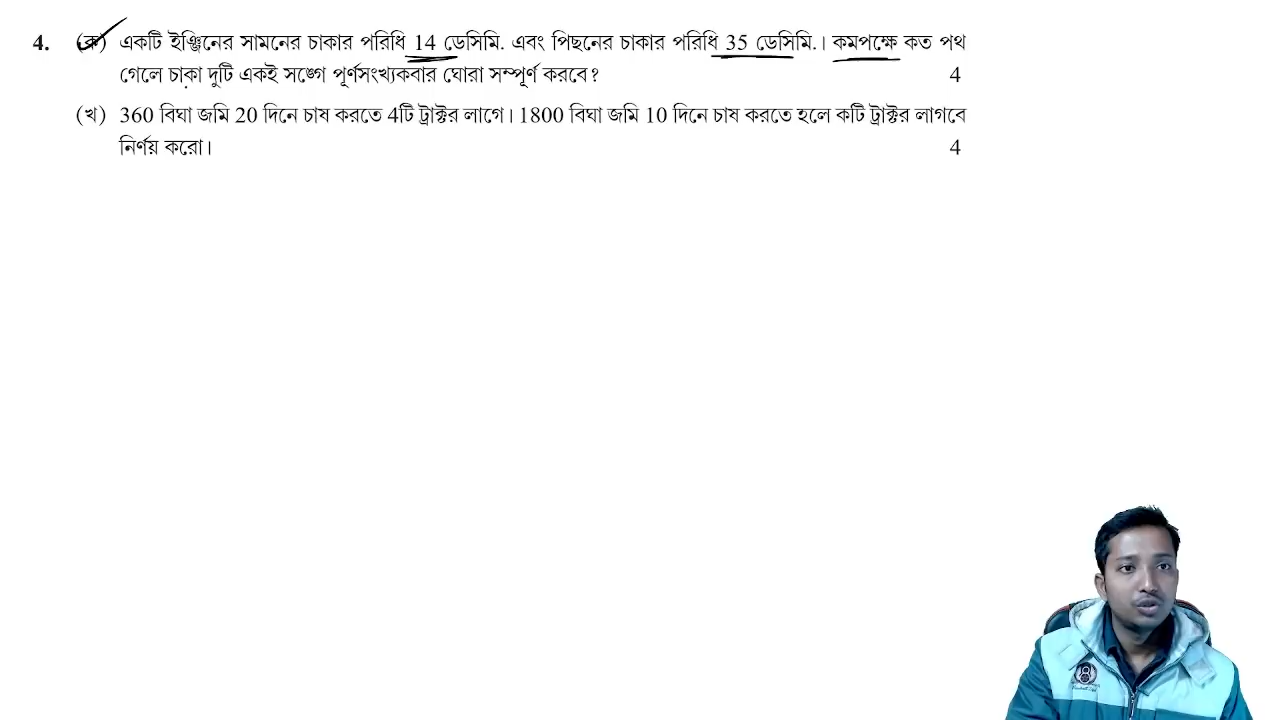 4. (ক) একটি ইঞ্জিনের সামনের চাকার পরিধি 14 ডেসিমি. এবং পিছনের চাকার পরিধি 35 ডেসিমি.। কমপক্ষে কত পথ
গেলে চাকা দুটি একই সঙ্গে পূর্ণসংখ্যকবার ঘোরা সম্পূর্ণ করবে? 4
(খ) 360 বিঘা জমি 20 দিনে চাষ করতে 4টি ট্রাক্টর লাগে। 1800 বিঘা জমি 10 দিনে চাষ করতে হলে কটি ট্রাক্টর লাগবে
নির্ণয় করো। 4